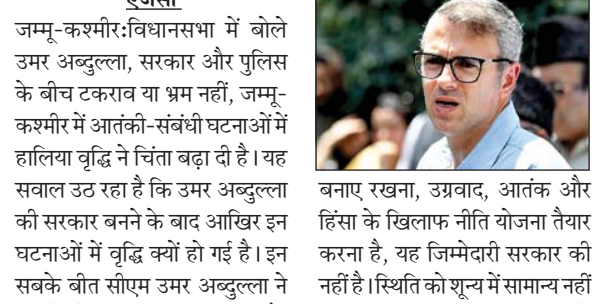 एजेंसी
जम्मू-कश्मीर:विधानसभा में बोले
उमर अब्दुल्ला, सरकार और पुलिस
के बीच टकराव या भ्रम नहीं, जम्मू-
कश्मीर में आतंकी-संबंधी घटनाओं में
हालिया वृद्धि ने चिंता बढ़ा दी है। यह
सवाल उठ रहा है कि उमर अब्दुल्ला
की सरकार बनने के बाद आखिर इन
घटनाओं में वृद्धि क्यों हो गई है। इन
सबके बीत सीएम उमर अब्दुल्ला ने
बनाए रखना, उग्रवाद, आतंक और
हिंसा के खिलाफ नीति योजना तैयार
करना है, यह जिम्मेदारी सरकार की
नहीं है।स्थिति को शून्य में सामान्य नहीं